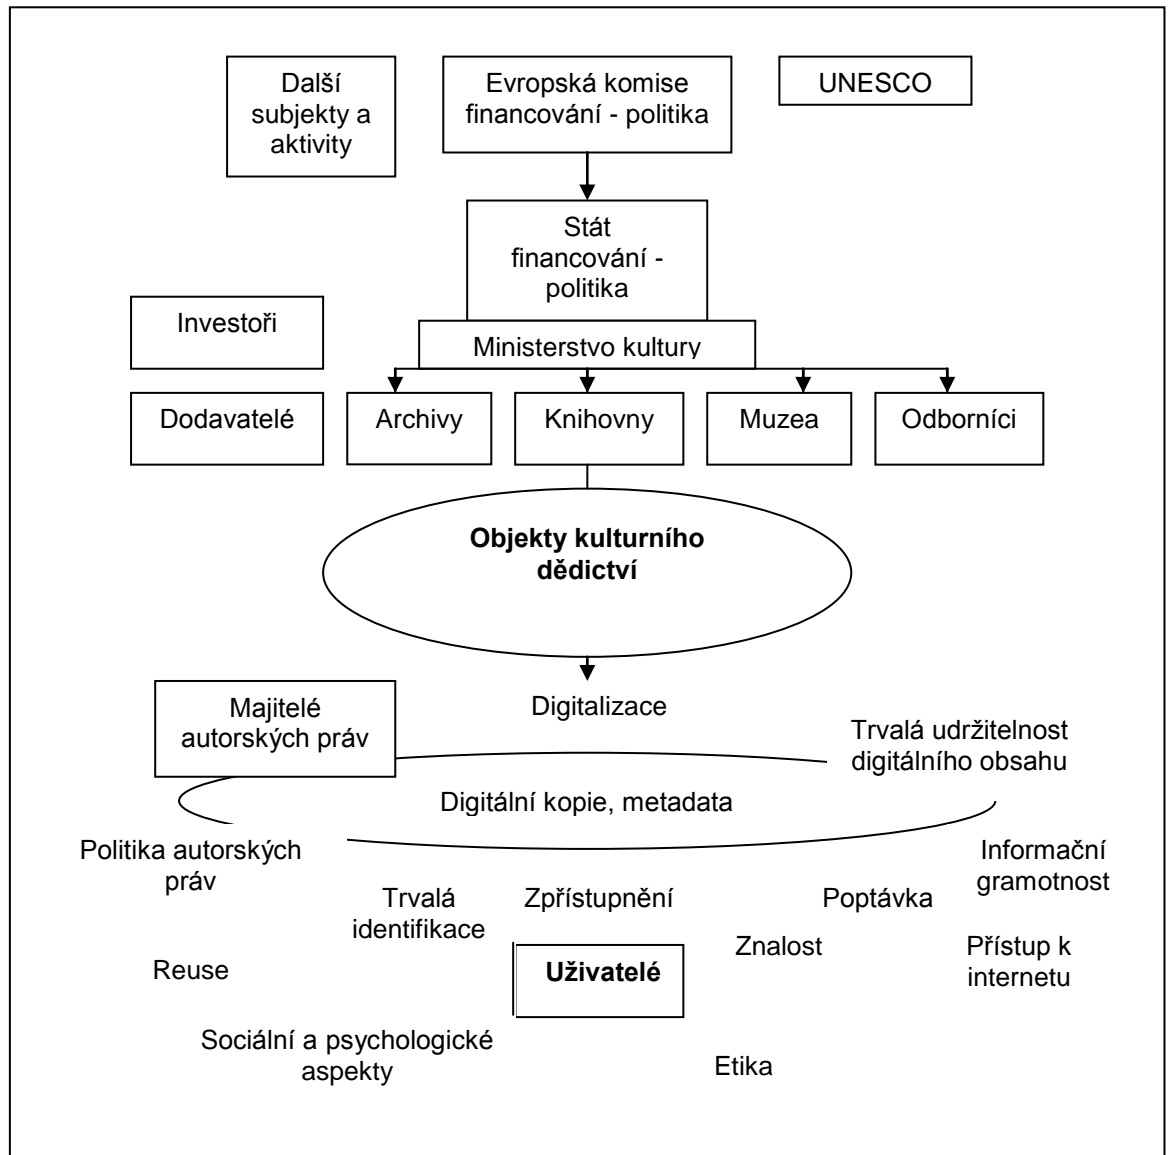 Další
subjekty a
aktivity
Evropská komise
financování - politika
UNESCO
Stát
financování -
politika
Investoři
Ministerstvo kultury
Dodavatelé
Archivy
Knihovny
Muzea
Odborníci
Objekty kulturního
dědictví
Majitelé
autorských práv
Digitalizace
Trvalá udržitelnost
digitálního obsahu
Digitální kopie, metadata
Politika autorských
práv
Informační
gramotnost
Trvalá
identifikace
Zpřístupnění
Poptávka
Reuse
Uživatelé
Znalost
Přístup k
internetu
Sociální a psychologické
aspekty
Etika